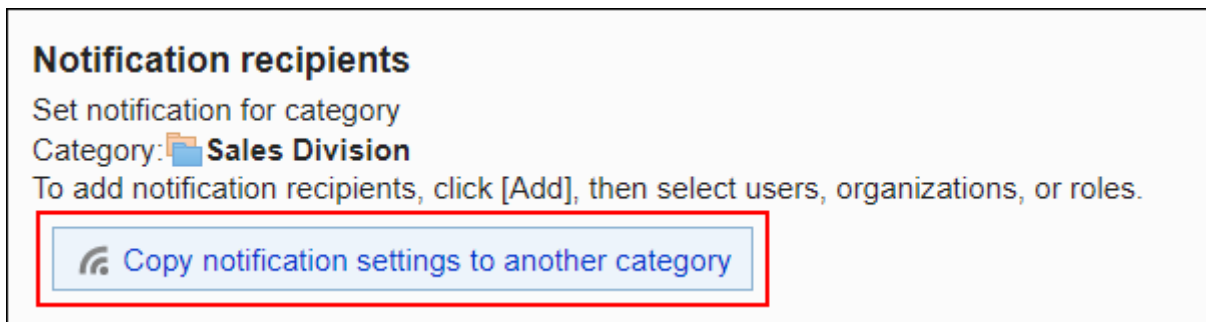 Notification recipients
Set notification for category
Category: Sales Division
To add notification recipients, click [Add], then select users, organizations, or roles.
Copy notification settings to another category